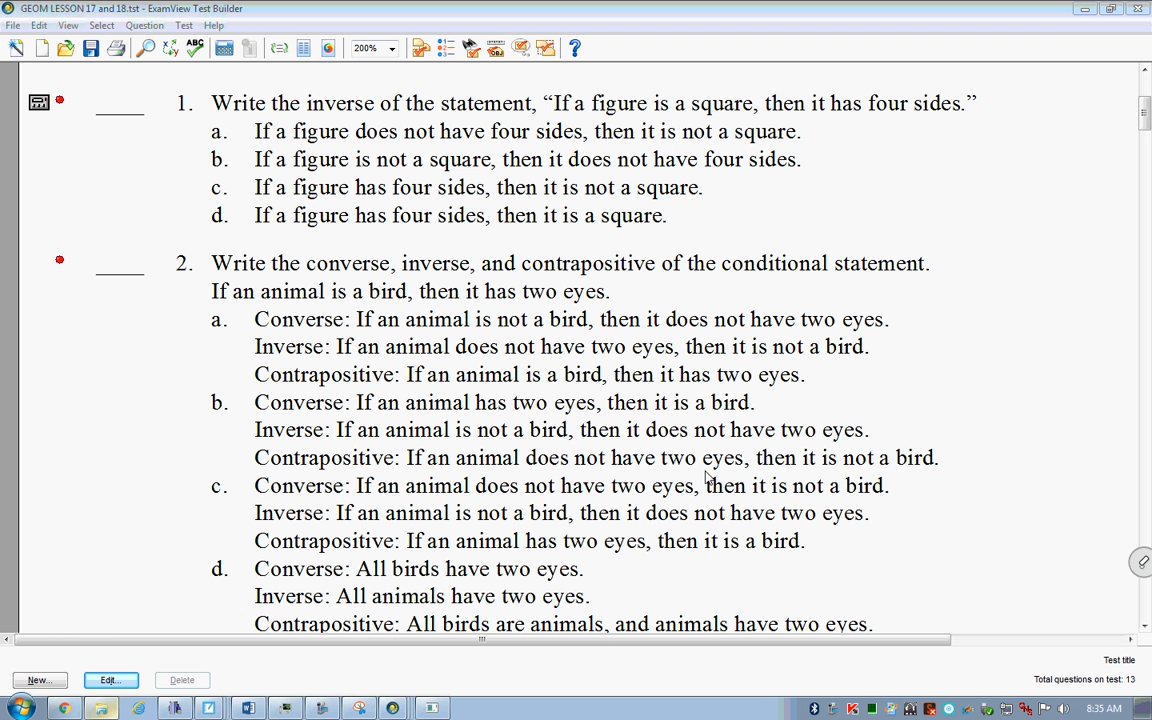 GEOM LESSON 17 and 18.tst - ExamView Test Builder
File Edit View Select Question Test Help
ABC 200% OBJ ?
1. Write the inverse of the statement, “If a figure is a square, then it has four sides.”
a. If a figure does not have four sides, then it is not a square.
b. If a figure is not a square, then it does not have four sides.
c. If a figure has four sides, then it is not a square.
d. If a figure has four sides, then it is a square.
2. Write the converse, inverse, and contrapositive of the conditional statement.
If an animal is a bird, then it has two eyes.
a. Converse: If an animal is not a bird, then it does not have two eyes.
Inverse: If an animal does not have two eyes, then it is not a bird.
Contrapositive: If an animal is a bird, then it has two eyes.
b. Converse: If an animal has two eyes, then it is a bird.
Inverse: If an animal is not a bird, then it does not have two eyes.
Contrapositive: If an animal does not have two eyes, then it is not a bird.
c. Converse: If an animal does not have two eyes, then it is not a bird.
Inverse: If an animal is not a bird, then it does not have two eyes.
Contrapositive: If an animal has two eyes, then it is a bird.
d. Converse: All birds have two eyes.
Inverse: All animals have two eyes.
Contrapositive: All birds are animals, and animals have two eyes.
Test title
New... Edit... Delete
Total questions on test: 13
8:35 AM